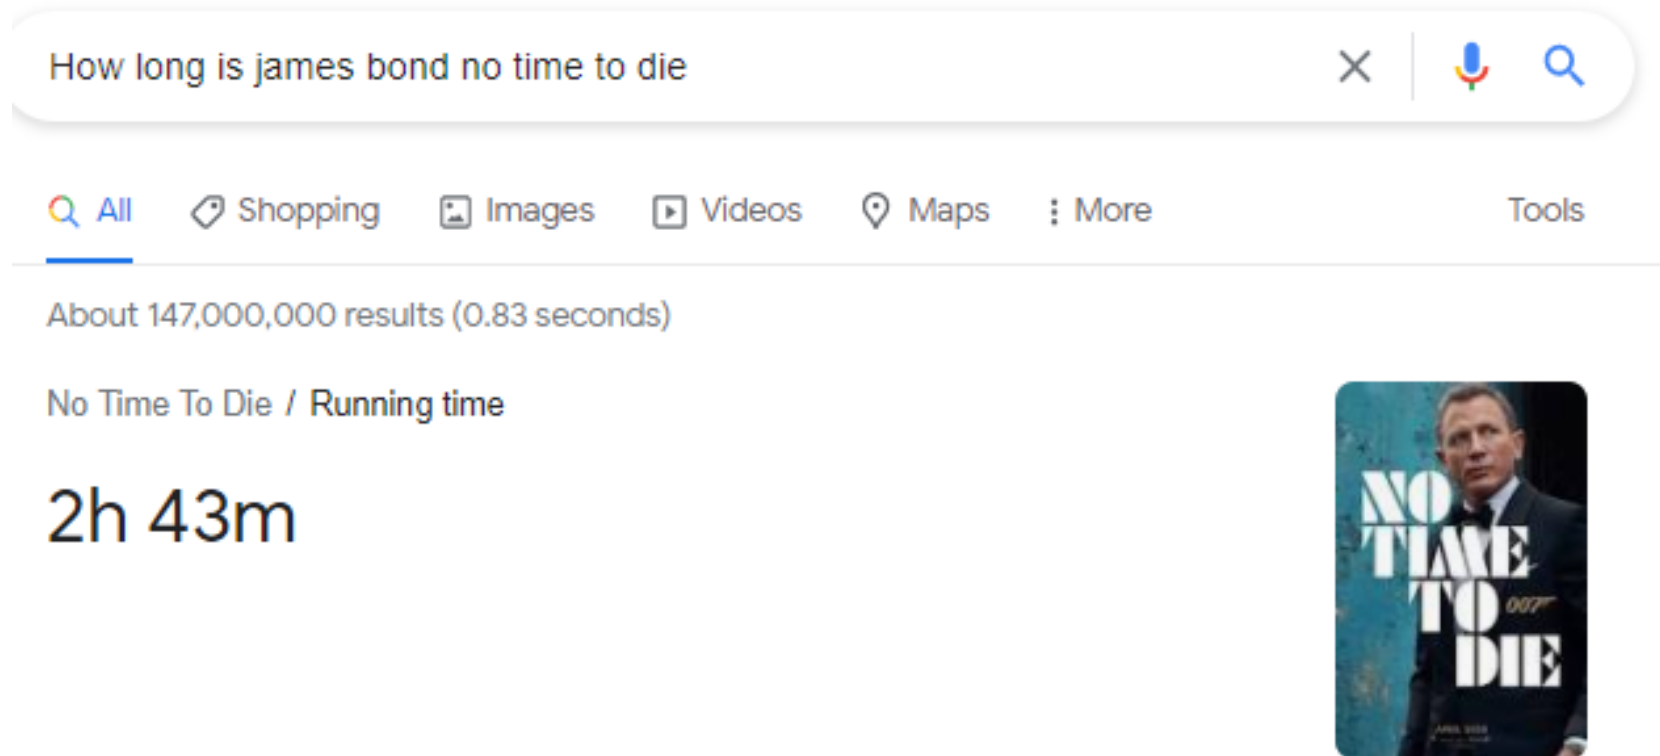 How long is james bond no time to die
All Shopping Images Videos Maps More Tools
About 147,000,000 results (0.83 seconds)
No Time To Die / Running time
2h 43m
NO
TIME
TO 007
DIE